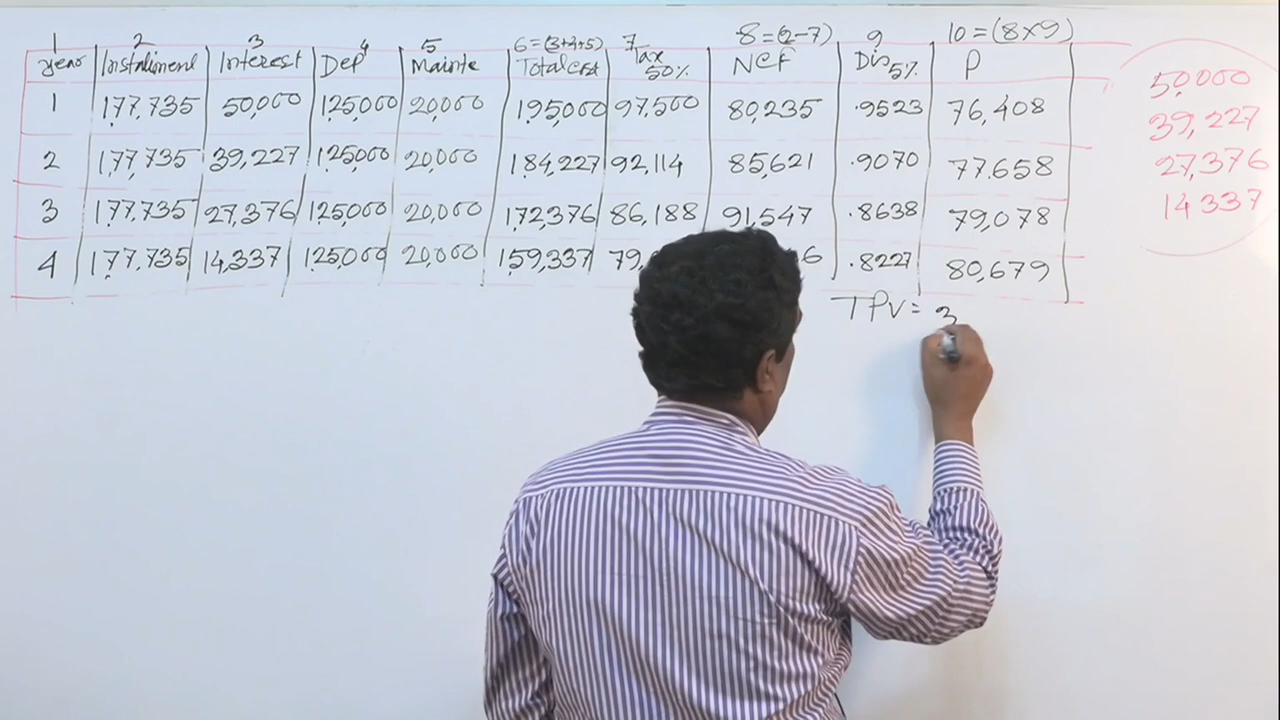 1 2 3 4 5 6=(3+4+5) 7 8=(2-7) 9 10=(8×9)
year Instalment Interest Dep Mainte Total Cost Tax 50% NCF Dis 5% P
1 177,735 50,000 125,000 20,000 195,000 97,500 80,235 .9523 76,408
2 177,735 39,227 125,000 20,000 184,227 92,114 85,621 .9070 77.658
3 177.735 27,376 125,000 20,000 172,376 86,188 91,547 .8638 79,078
4 177.735 14,337 125,000 20,000 159,337 79, 6 .8227 80,679
TPV= 3
50,000
39,227
27,376
14337